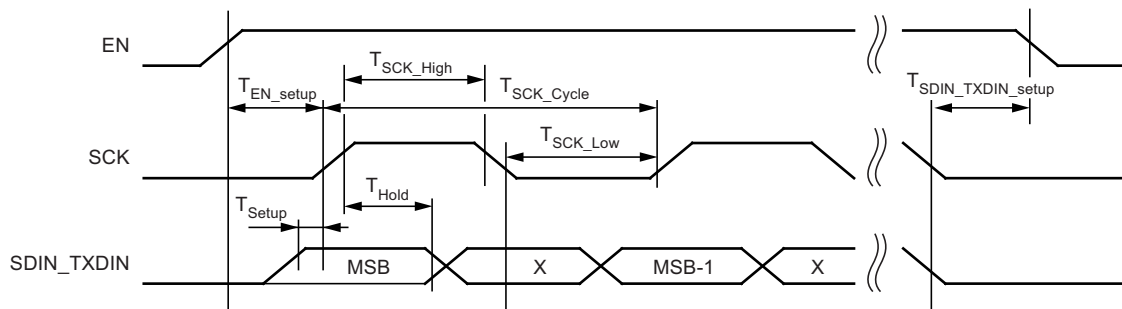 EN
T_SCK_High
T_EN_setup
T_SCK_Cycle
T_SDIN_TXDIN_setup
SCK
T_SCK_Low
T_Hold
T_Setup
SDIN_TXDIN
MSB
X
MSB-1
X